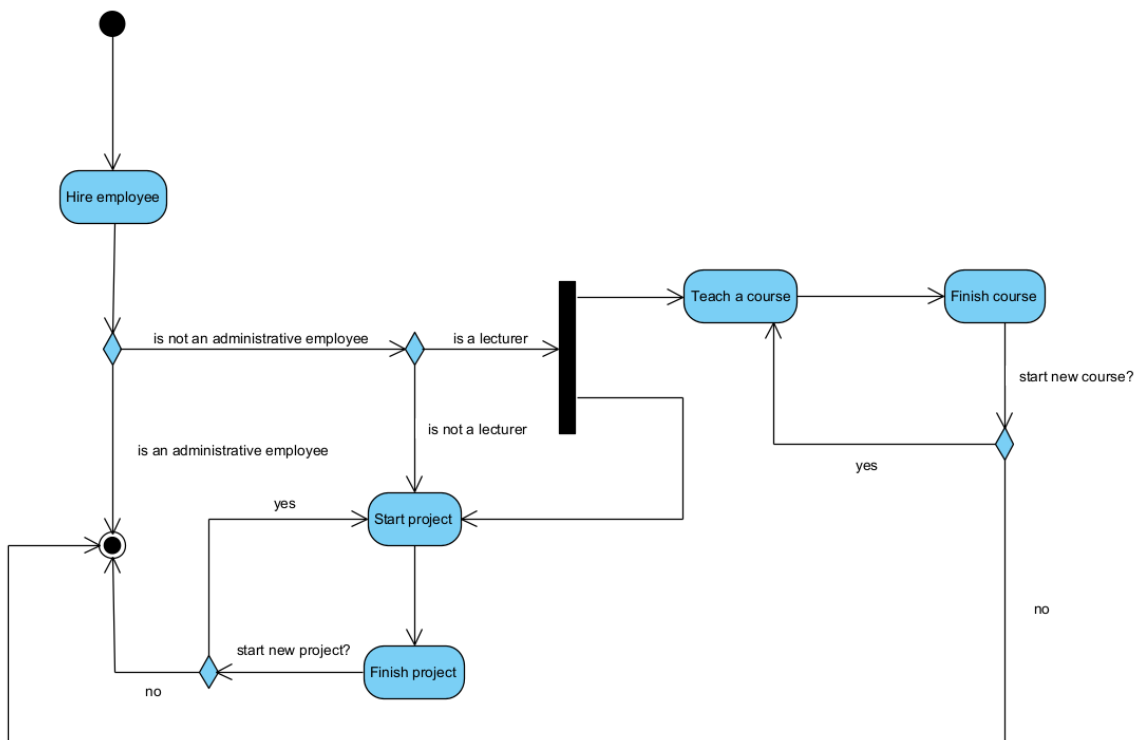 Hire employee
Teach a course
Finish course
is not an administrative employee
is a lecturer
start new course?
is not a lecturer
is an administrative employee
yes
yes
Start project
no
start new project?
Finish project
no